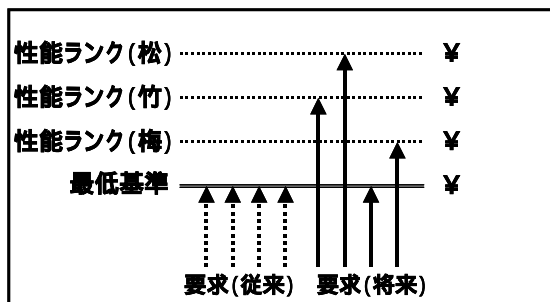 性能ランク(松) ¥
性能ランク(竹) ¥
性能ランク(梅) ¥
最低基準 ¥
要求(従来) 要求(将来)